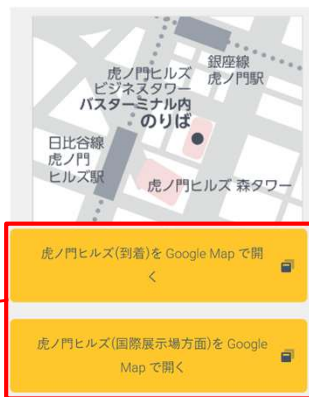 銀座線
虎ノ門駅
虎ノ門ヒルズ
ビジネスタワー
バスターミナル内
のりば
日比谷線
虎ノ門
ヒルズ駅
虎ノ門ヒルズ 森タワー
虎ノ門ヒルズ(到着)を Google Map で開
く
虎ノ門ヒルズ(国際展示場方面)を Google
Map で開く